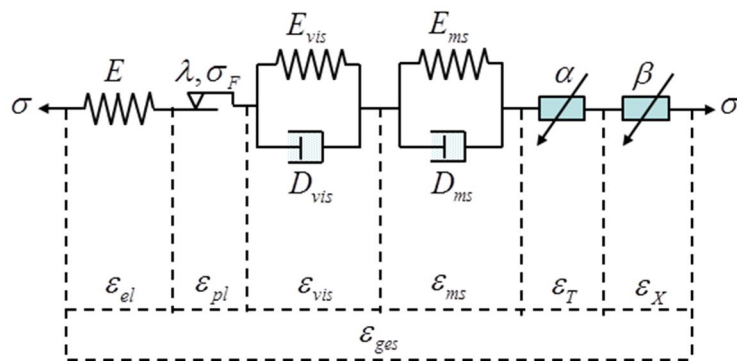 E_vis E_ms
E λ,σ_F α β
σ σ
D_vis D_ms
ε_el ε_pl ε_vis ε_ms ε_T ε_X
ε_ges